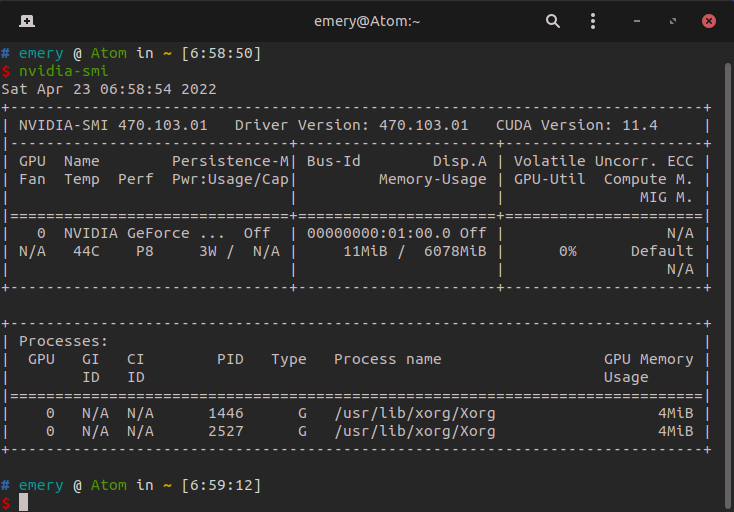 emery@Atom:~
# emery @ Atom in ~ [6:58:50]
$ nvidia-smi
Sat Apr 23 06:58:54 2022
+-----------------------------------------------------------------------------+
| NVIDIA-SMI 470.103.01   Driver Version: 470.103.01   CUDA Version: 11.4     |
|-------------------------------+----------------------+----------------------+
| GPU  Name        Persistence-M| Bus-Id        Disp.A | Volatile Uncorr. ECC |
| Fan  Temp  Perf  Pwr:Usage/Cap|         Memory-Usage | GPU-Util  Compute M. |
|                               |                      |               MIG M. |
|===============================+======================+======================|
|   0  NVIDIA GeForce ...  Off  | 00000000:01:00.0 Off |                  N/A |
| N/A   44C    P8     3W /  N/A |     11MiB /  6078MiB |      0%      Default |
|                               |                      |                  N/A |
+-------------------------------+----------------------+----------------------+

+-----------------------------------------------------------------------------+
| Processes:                                                                  |
|  GPU   GI   CI        PID   Type   Process name                  GPU Memory |
|        ID   ID                                                   Usage      |
|=============================================================================|
|    0   N/A  N/A      1446      G   /usr/lib/xorg/Xorg                  4MiB |
|    0   N/A  N/A      2527      G   /usr/lib/xorg/Xorg                  4MiB |
+-----------------------------------------------------------------------------+

# emery @ Atom in ~ [6:59:12]
$